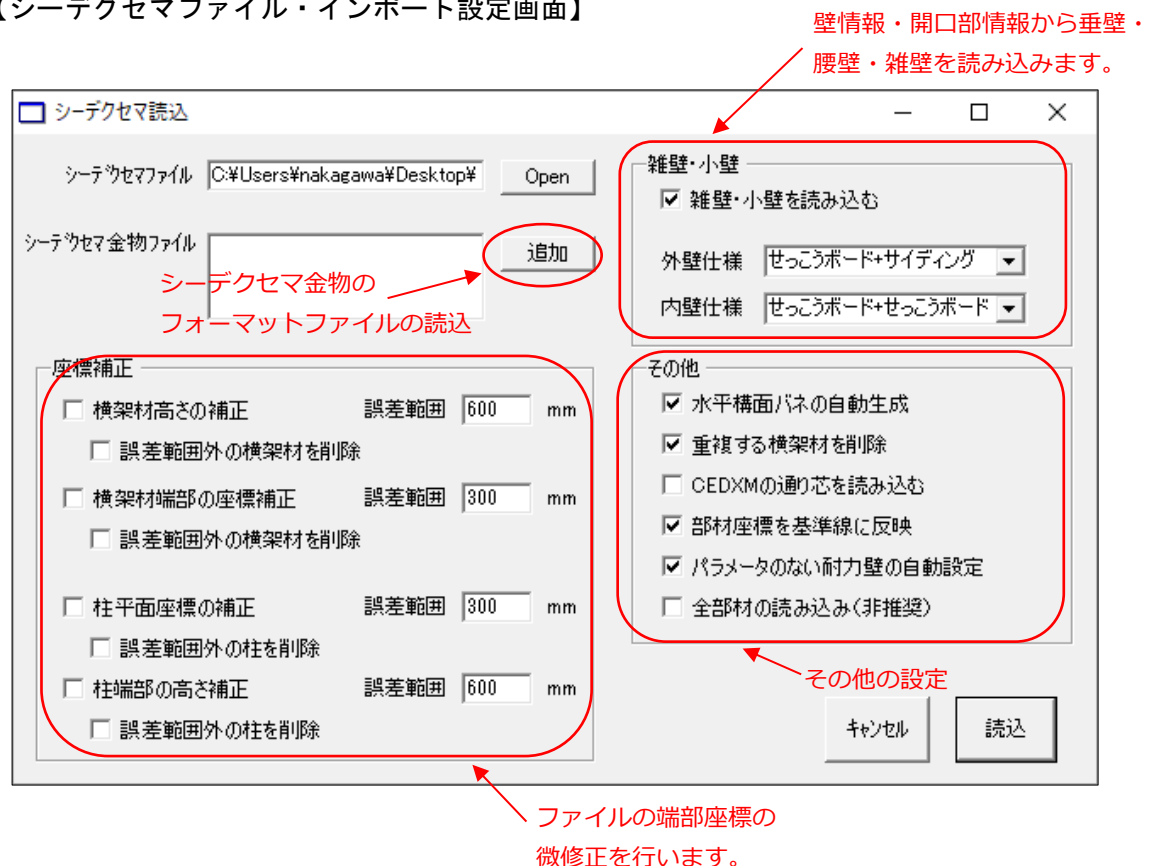 【シーデクセマファイル・インポート設定画面】
壁情報・開口部情報から垂壁・
腰壁・雑壁を読み込みます。
シーデクセマ読込
シーデクセマファイル C:¥Users¥nakagawa¥Desktop¥ Open
シーデクセマ金物ファイル 追加
シーデクセマ金物の
フォーマットファイルの読込
雑壁・小壁
雑壁・小壁を読み込む
外壁仕様 せっこうボード+サイディング
内壁仕様 せっこうボード+せっこうボード
座標補正
横架材高さの補正 誤差範囲 600 mm
誤差範囲外の横架材を削除
横架材端部の座標補正 誤差範囲 300 mm
誤差範囲外の横架材を削除
柱平面座標の補正 誤差範囲 300 mm
誤差範囲外の柱を削除
柱端部の高さ補正 誤差範囲 600 mm
誤差範囲外の柱を削除
その他
水平構面バネの自動生成
重複する横架材を削除
CEDXMの通り芯を読み込む
部材座標を基準線に反映
パラメータのない耐力壁の自動設定
全部材の読み込み(非推奨)
その他の設定
キャンセル 読込
ファイルの端部座標の
微修正を行います。